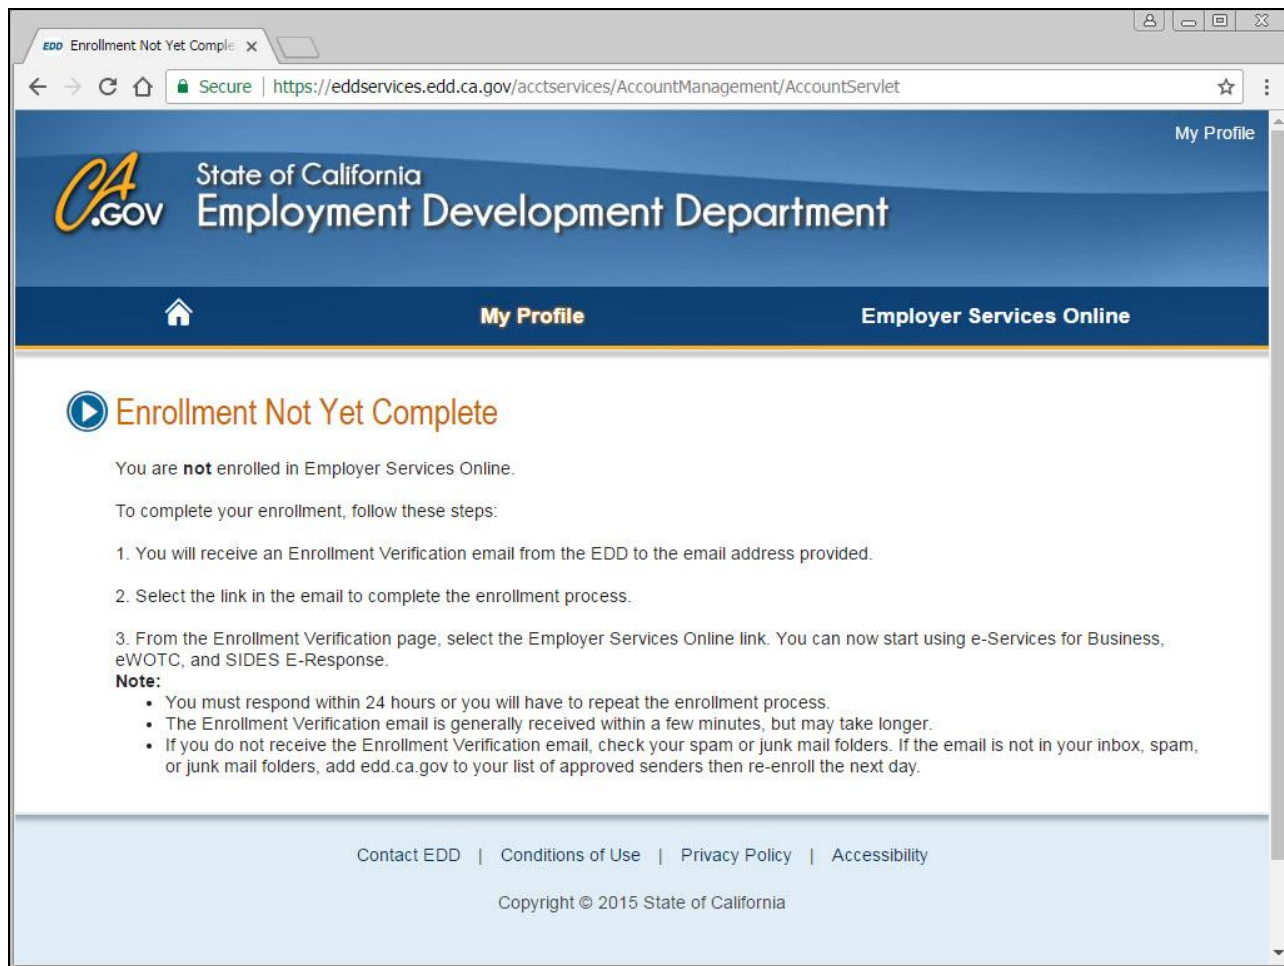 EDD Enrollment Not Yet Comple
Secure | https://eddservices.edd.ca.gov/acctservices/AccountManagement/AccountServlet
My Profile
CA.GOV
State of California
Employment Development Department
My Profile
Employer Services Online
Enrollment Not Yet Complete
You are not enrolled in Employer Services Online.
To complete your enrollment, follow these steps:
1. You will receive an Enrollment Verification email from the EDD to the email address provided.
2. Select the link in the email to complete the enrollment process.
3. From the Enrollment Verification page, select the Employer Services Online link. You can now start using e-Services for Business,
eWOTC, and SIDES E-Response.
Note:
• You must respond within 24 hours or you will have to repeat the enrollment process.
• The Enrollment Verification email is generally received within a few minutes, but may take longer.
• If you do not receive the Enrollment Verification email, check your spam or junk mail folders. If the email is not in your inbox, spam,
or junk mail folders, add edd.ca.gov to your list of approved senders then re-enroll the next day.
Contact EDD | Conditions of Use | Privacy Policy | Accessibility
Copyright © 2015 State of California